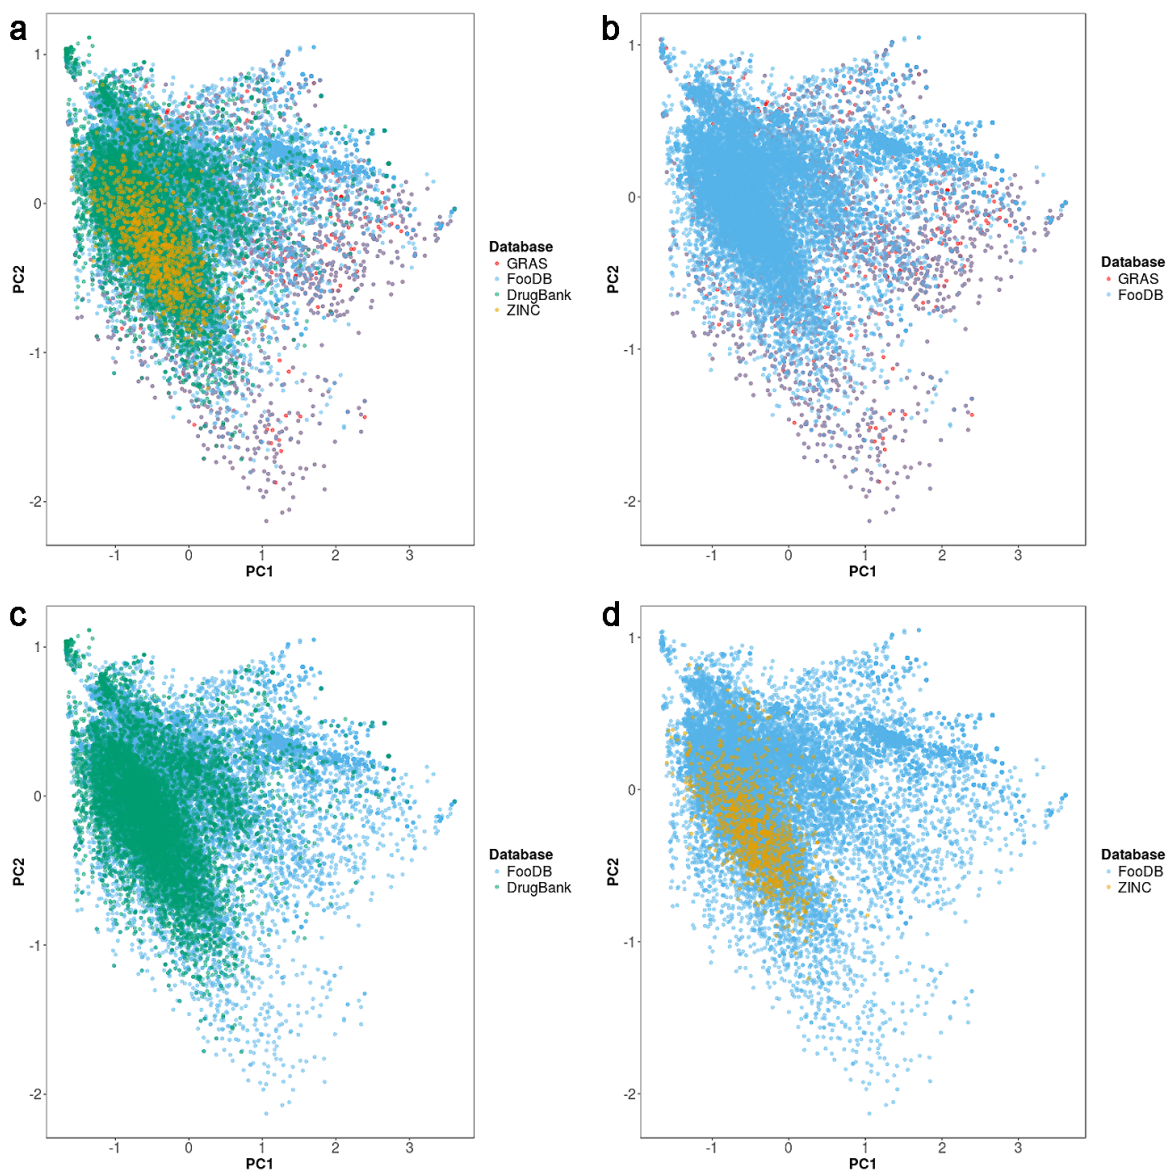 a
1
0
-1
-2
PC2
-1
0
1
2
3
PC1
Database
GRAS
FooDB
DrugBank
ZINC
b
1
0
-1
-2
PC2
-1
0
1
2
3
PC1
Database
GRAS
FooDB
c
1
0
-1
-2
PC2
-1
0
1
2
3
PC1
Database
FooDB
DrugBank
d
1
0
-1
-2
PC2
-1
0
1
2
3
PC1
Database
FooDB
ZINC